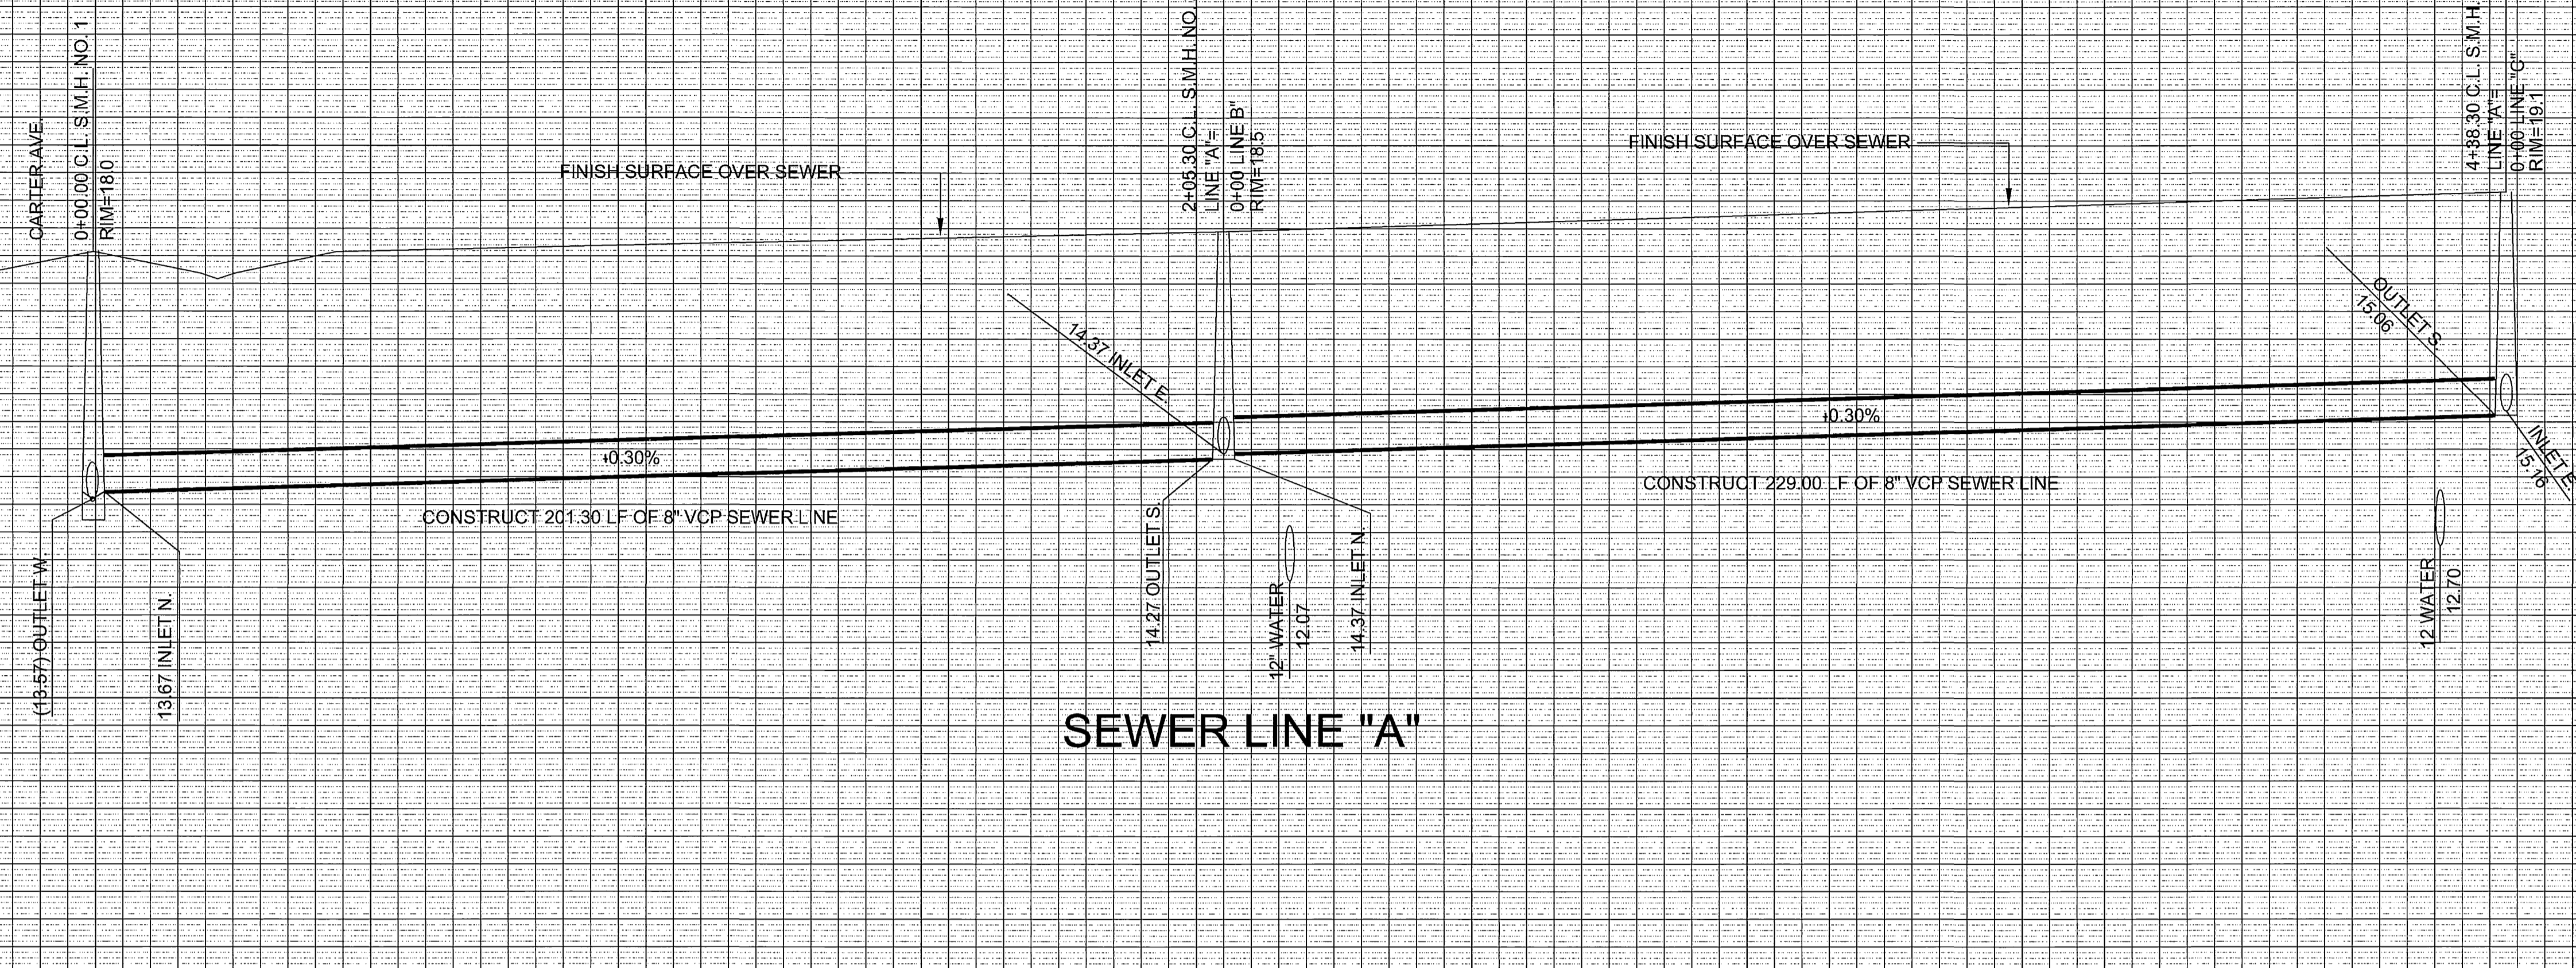 CARTER AVE.
0+00.00 C.L. S.M.H. NO. 1
RIM=180
FINISH SURFACE OVER SEWER
2+05.30 C.L. S.M.H. NO.
LINE "A"=
0+00 LINE B"
RIM=18.5
FINISH SURFACE OVER SEWER
4+38.30 C.L. S.M.H.
LINE "A"=
0+00 LINE "C"
RIM=19.1
14.37 INLET E.
OUTLET S.
15.06
+0.30%
+0.30%
INLET E.
15.16
CONSTRUCT 201.30 LF OF 8" VCP SEWER LINE
CONSTRUCT 229.00 LF OF 8" VCP SEWER LINE
(13.57) OUTLET W.
13.67 INLET N.
14.27 OUTLET S.
12" WATER
12.07
14.37 INLET N.
12 WATER
12.70
SEWER LINE "A"